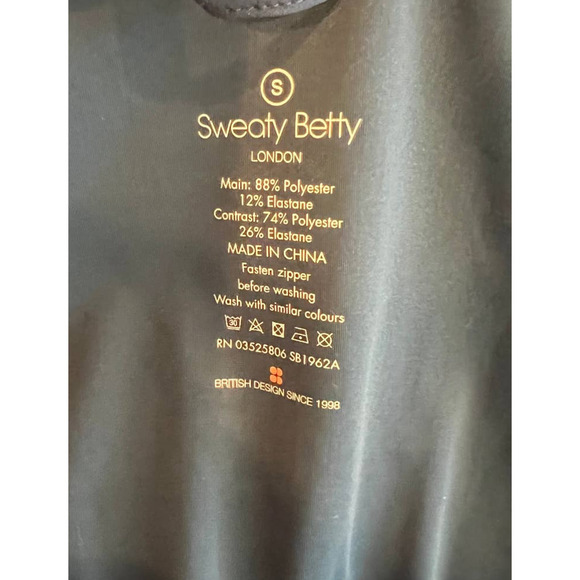 S
Sweaty Betty
LONDON
Main: 88% Polyester
12% Elastane
Contrast: 74% Polyester
26% Elastane
MADE IN CHINA
Fasten zipper
before washing
Wash with similar colours
30
RN 03525806 SB1962A
BRITISH DESIGN SINCE 1998